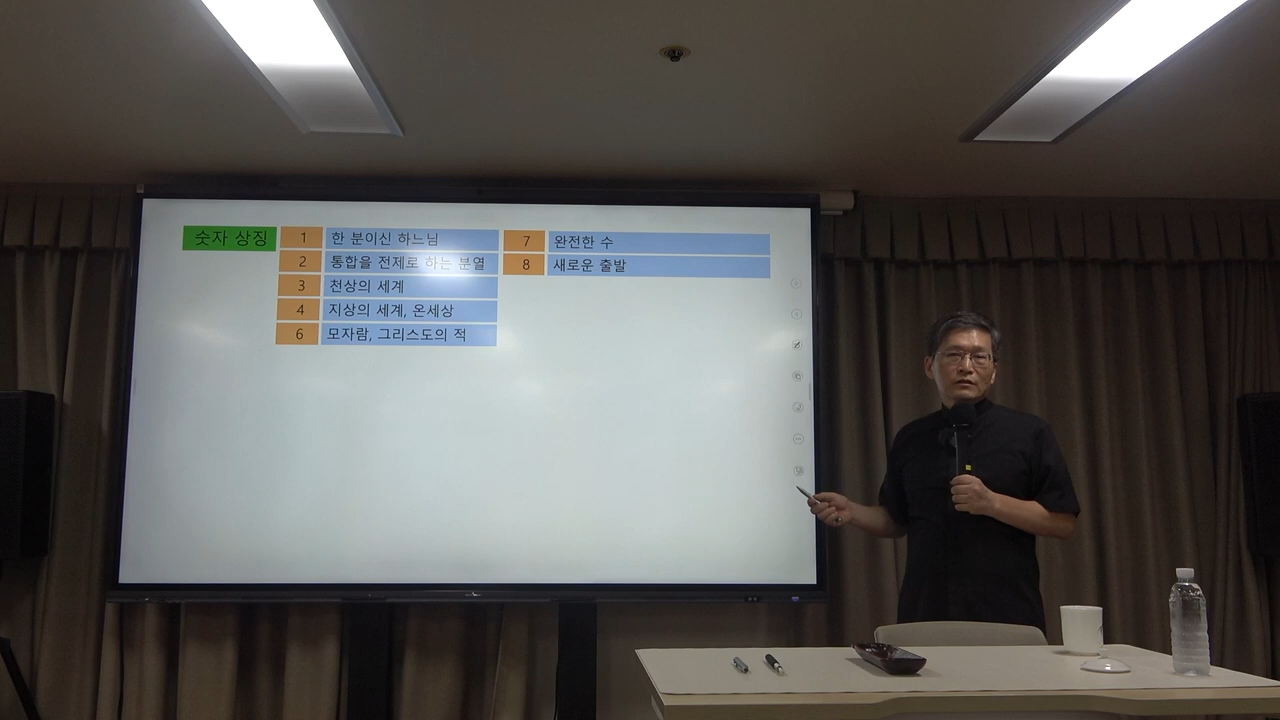 숫자 상징
1 한 분이신 하느님
2 통합을 전제로 하는 분열
3 천상의 세계
4 지상의 세계, 온세상
6 모자람, 그리스도의 적
7 완전한 수
8 새로운 출발